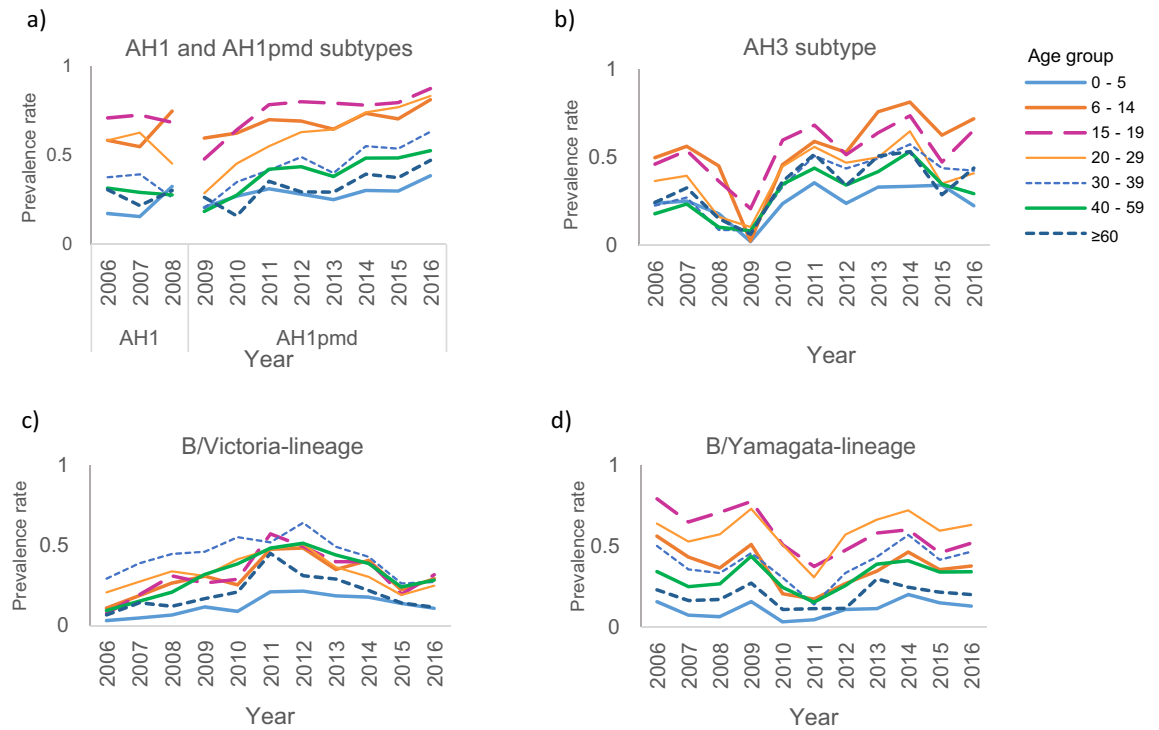 a)
AH1 and AH1pmd subtypes
1
0.5
0
Prevalence rate
2006
2007
2008
2009
2010
2011
2012
2013
2014
2015
2016
AH1
AH1pmd
Year
b)
AH3 subtype
1
0.5
0
Prevalence rate
2006
2007
2008
2009
2010
2011
2012
2013
2014
2015
2016
Year
Age group
0 - 5
6 - 14
15 - 19
20 - 29
30 - 39
40 - 59
≥60
c)
B/Victoria-lineage
1
0.5
0
Prevalence rate
2006
2007
2008
2009
2010
2011
2012
2013
2014
2015
2016
Year
d)
B/Yamagata-lineage
1
0.5
0
Prevalence rate
2006
2007
2008
2009
2010
2011
2012
2013
2014
2015
2016
Year